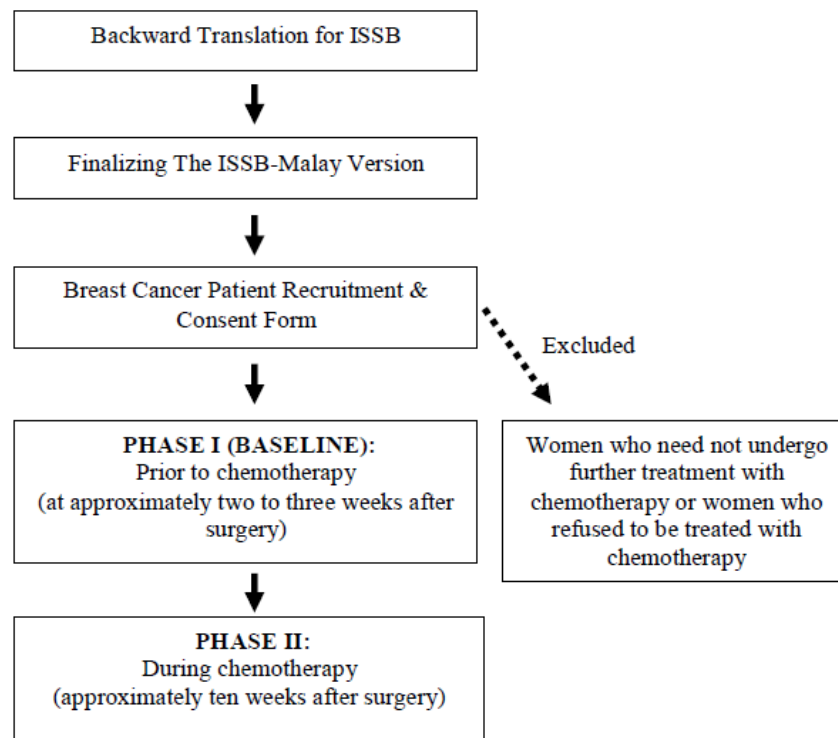 Backward Translation for ISSB
Finalizing The ISSB-Malay Version
Breast Cancer Patient Recruitment &
Consent Form
Excluded
PHASE I (BASELINE):
Prior to chemotherapy
(at approximately two to three weeks after
surgery)
Women who need not undergo
further treatment with
chemotherapy or women who
refused to be treated with
chemotherapy
PHASE II:
During chemotherapy
(approximately ten weeks after surgery)